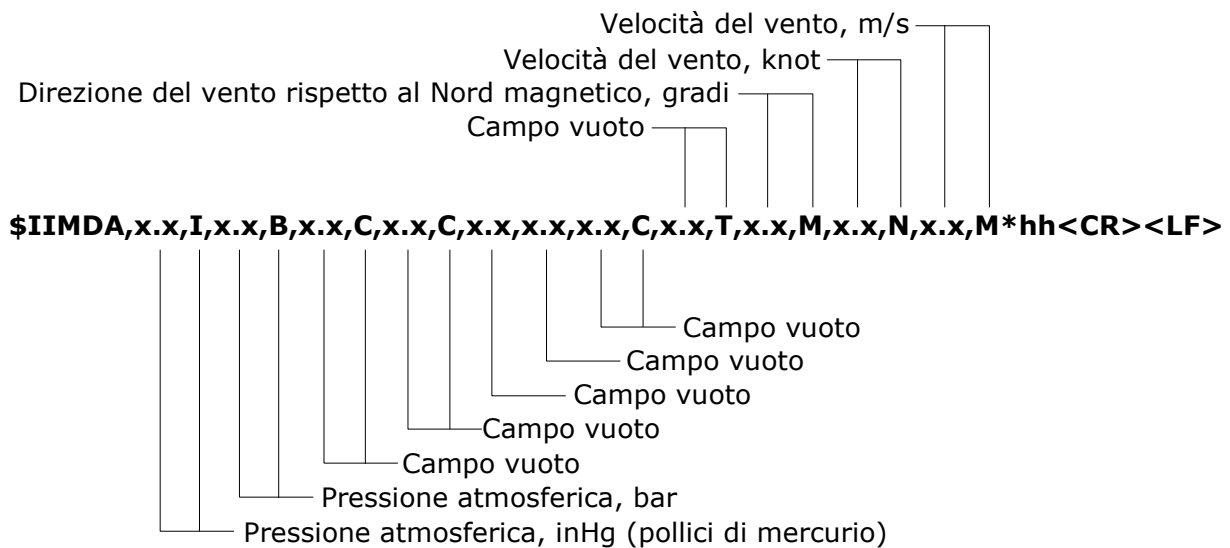 Velocità del vento, m/s
Velocità del vento, knot
Direzione del vento rispetto al Nord magnetico, gradi
Campo vuoto
$IIMDA,x.x,I,x.x,B,x.x,C,x.x,C,x.x,x.x,x.x,C,x.x,T,x.x,M,x.x,N,x.x,M*hh<CR><LF>
Campo vuoto
Campo vuoto
Campo vuoto
Campo vuoto
Campo vuoto
Pressione atmosferica, bar
Pressione atmosferica, inHg (pollici di mercurio)